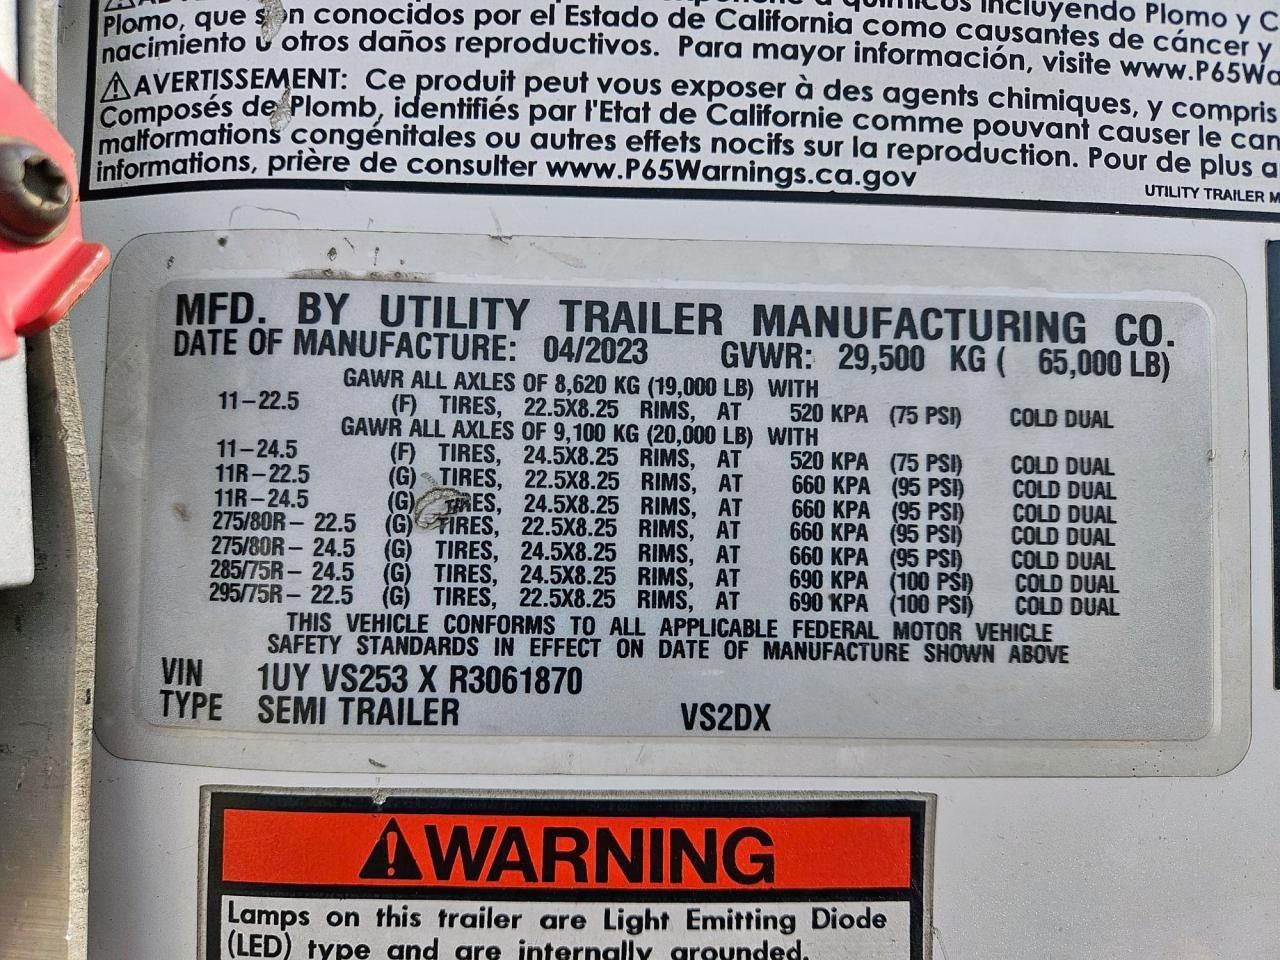 químicos incluyendo Plomo y
Plomo, que son conocidos por el Estado de California como causantes de cáncer y
nacimiento u otros daños reproductivos. Para mayor información, visite www.P65Wa
⚠AVERTISSEMENT: Ce produit peut vous exposer à des agents chimiques, y compris
Composés de Plomb, identifiés par l'Etat de Californie comme pouvant causer le can
malformations congénitales ou autres effets nocifs sur la reproduction. Pour de plus a
informations, prière de consulter www.P65Warnings.ca.gov
UTILITY TRAILER M
MFD. BY UTILITY TRAILER MANUFACTURING CO.
DATE OF MANUFACTURE: 04/2023 GVWR: 29,500 KG ( 65,000 LB)
GAWR ALL AXLES OF 8,620 KG (19,000 LB) WITH
11-22.5 (F) TIRES, 22.5X8.25 RIMS, AT 520 KPA (75 PSI) COLD DUAL
GAWR ALL AXLES OF 9,100 KG (20,000 LB) WITH
11-24.5 (F) TIRES, 24.5X8.25 RIMS, AT 520 KPA (75 PSI) COLD DUAL
11R-22.5 (G) TIRES, 22.5X8.25 RIMS, AT 660 KPA (95 PSI) COLD DUAL
11R-24.5 (G) TIRES, 24.5X8.25 RIMS, AT 660 KPA (95 PSI) COLD DUAL
275/80R- 22.5 (G) TIRES, 22.5X8.25 RIMS, AT 660 KPA (95 PSI) COLD DUAL
275/80R- 24.5 (G) TIRES, 24.5X8.25 RIMS, AT 660 KPA (95 PSI) COLD DUAL
285/75R- 24.5 (G) TIRES, 24.5X8.25 RIMS, AT 690 KPA (100 PSI) COLD DUAL
295/75R- 22.5 (G) TIRES, 22.5X8.25 RIMS, AT 690 KPA (100 PSI) COLD DUAL
THIS VEHICLE CONFORMS TO ALL APPLICABLE FEDERAL MOTOR VEHICLE
SAFETY STANDARDS IN EFFECT ON DATE OF MANUFACTURE SHOWN ABOVE
VIN 1UY VS253 X R3061870
TYPE SEMI TRAILER VS2DX
⚠WARNING
Lamps on this trailer are Light Emitting Diode
(LED) type and are internally grounded.